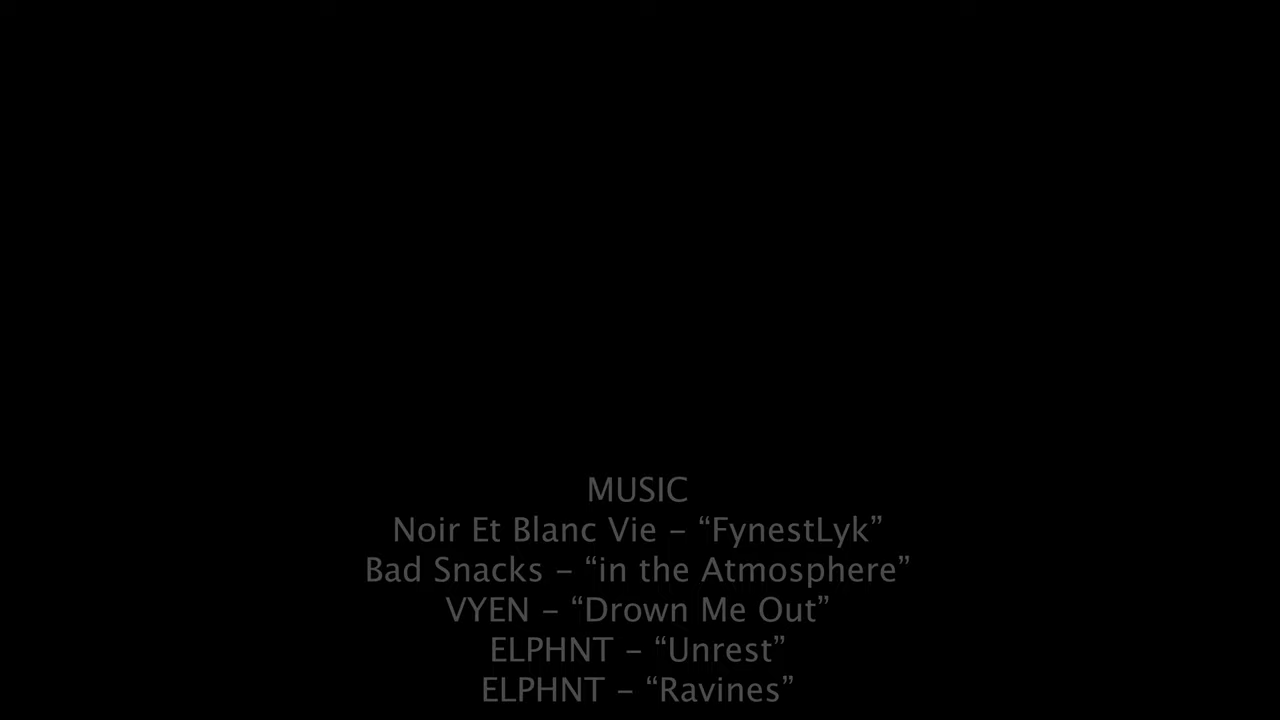 MUSIC
Noir Et Blanc Vie – “FynestLyk”
Bad Snacks – “in the Atmosphere”
VYEN – “Drown Me Out”
ELPHNT – “Unrest”
ELPHNT – “Ravines”